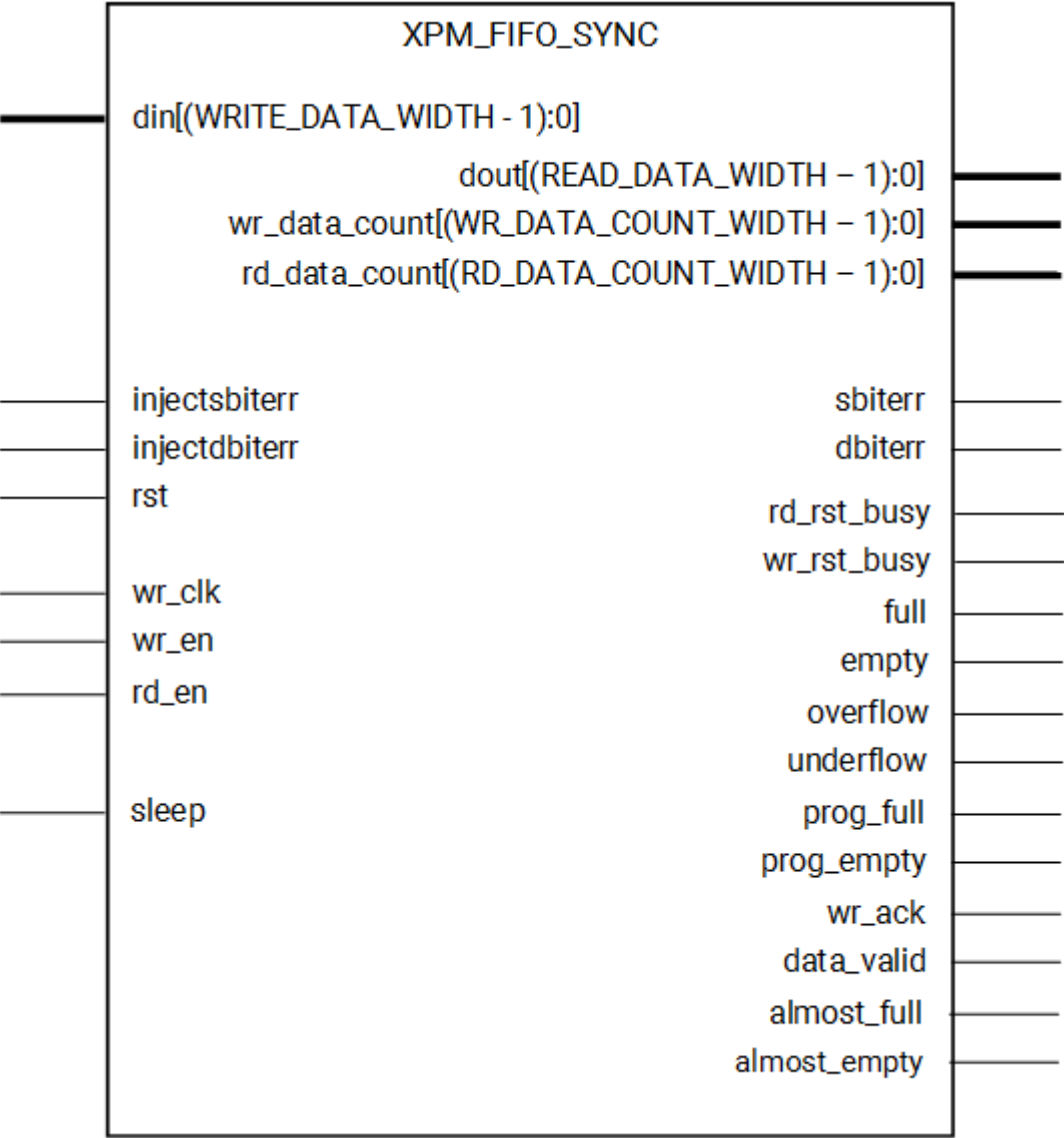 XPM_FIFO_SYNC
din[(WRITE_DATA_WIDTH - 1):0]
dout[(READ_DATA_WIDTH – 1):0]
wr_data_count[(WR_DATA_COUNT_WIDTH – 1):0]
rd_data_count[(RD_DATA_COUNT_WIDTH – 1):0]
injectsbiterr
sbiterr
injectdbiterr
dbiterr
rst
rd_rst_busy
wr_rst_busy
wr_clk
full
wr_en
empty
rd_en
overflow
underflow
sleep
prog_full
prog_empty
wr_ack
data_valid
almost_full
almost_empty